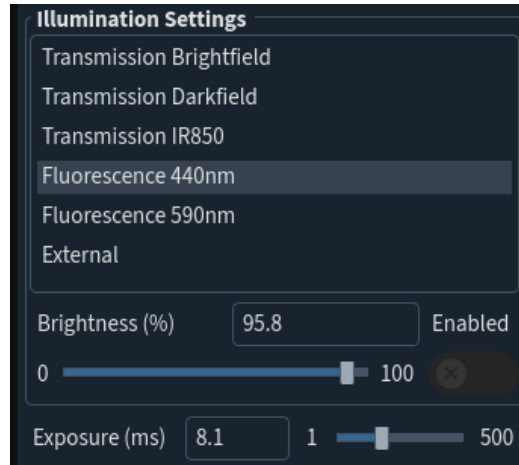 Illumination Settings
Transmission Brightfield
Transmission Darkfield
Transmission IR850
Fluorescence 440nm
Fluorescence 590nm
External
Brightness (%) 95.8 Enabled
0 100
Exposure (ms) 8.1 1 500